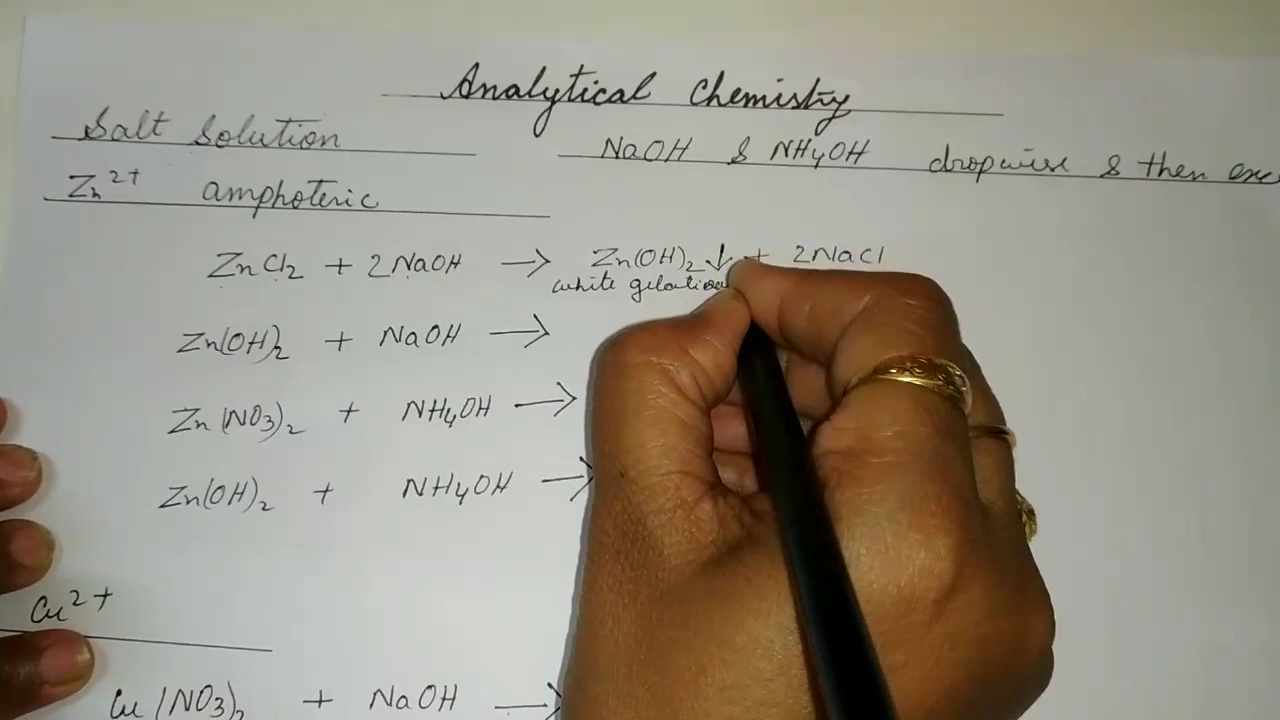 Analytical Chemistry
Salt Solution NaOH & NH4OH dropwise & then exc
Zn2+ amphoteric
ZnCl2 + 2NaOH → Zn(OH)2 ↓ + 2NaCl
white
Zn(OH)2 + NaOH →
Zn(NO3)2 + NH4OH →
Zn(OH)2 + NH4OH →
Cu2+
Cu(NO3)2 + NaOH →